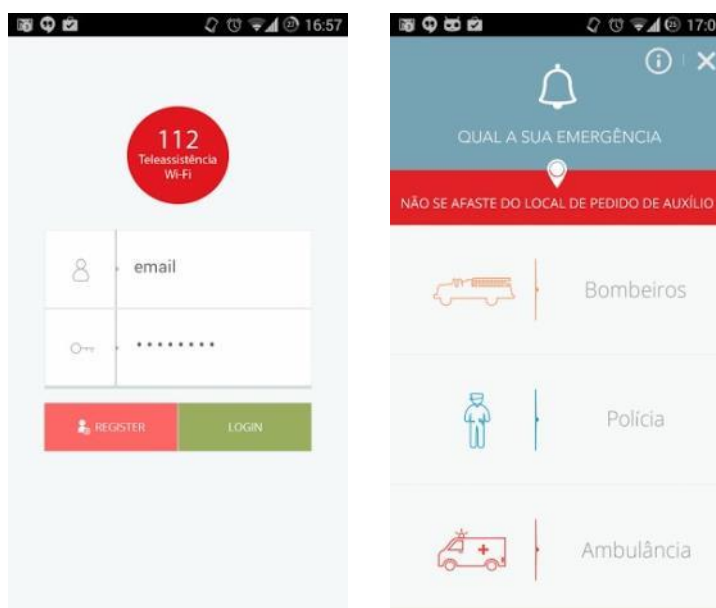 16:57
112
Teleassistência
Wi-Fi
email
REGISTER
LOGIN
17:0
QUAL A SUA EMERGÊNCIA
NÃO SE AFASTE DO LOCAL DE PEDIDO DE AUXÍLIO
Bombeiros
Polícia
Ambulância